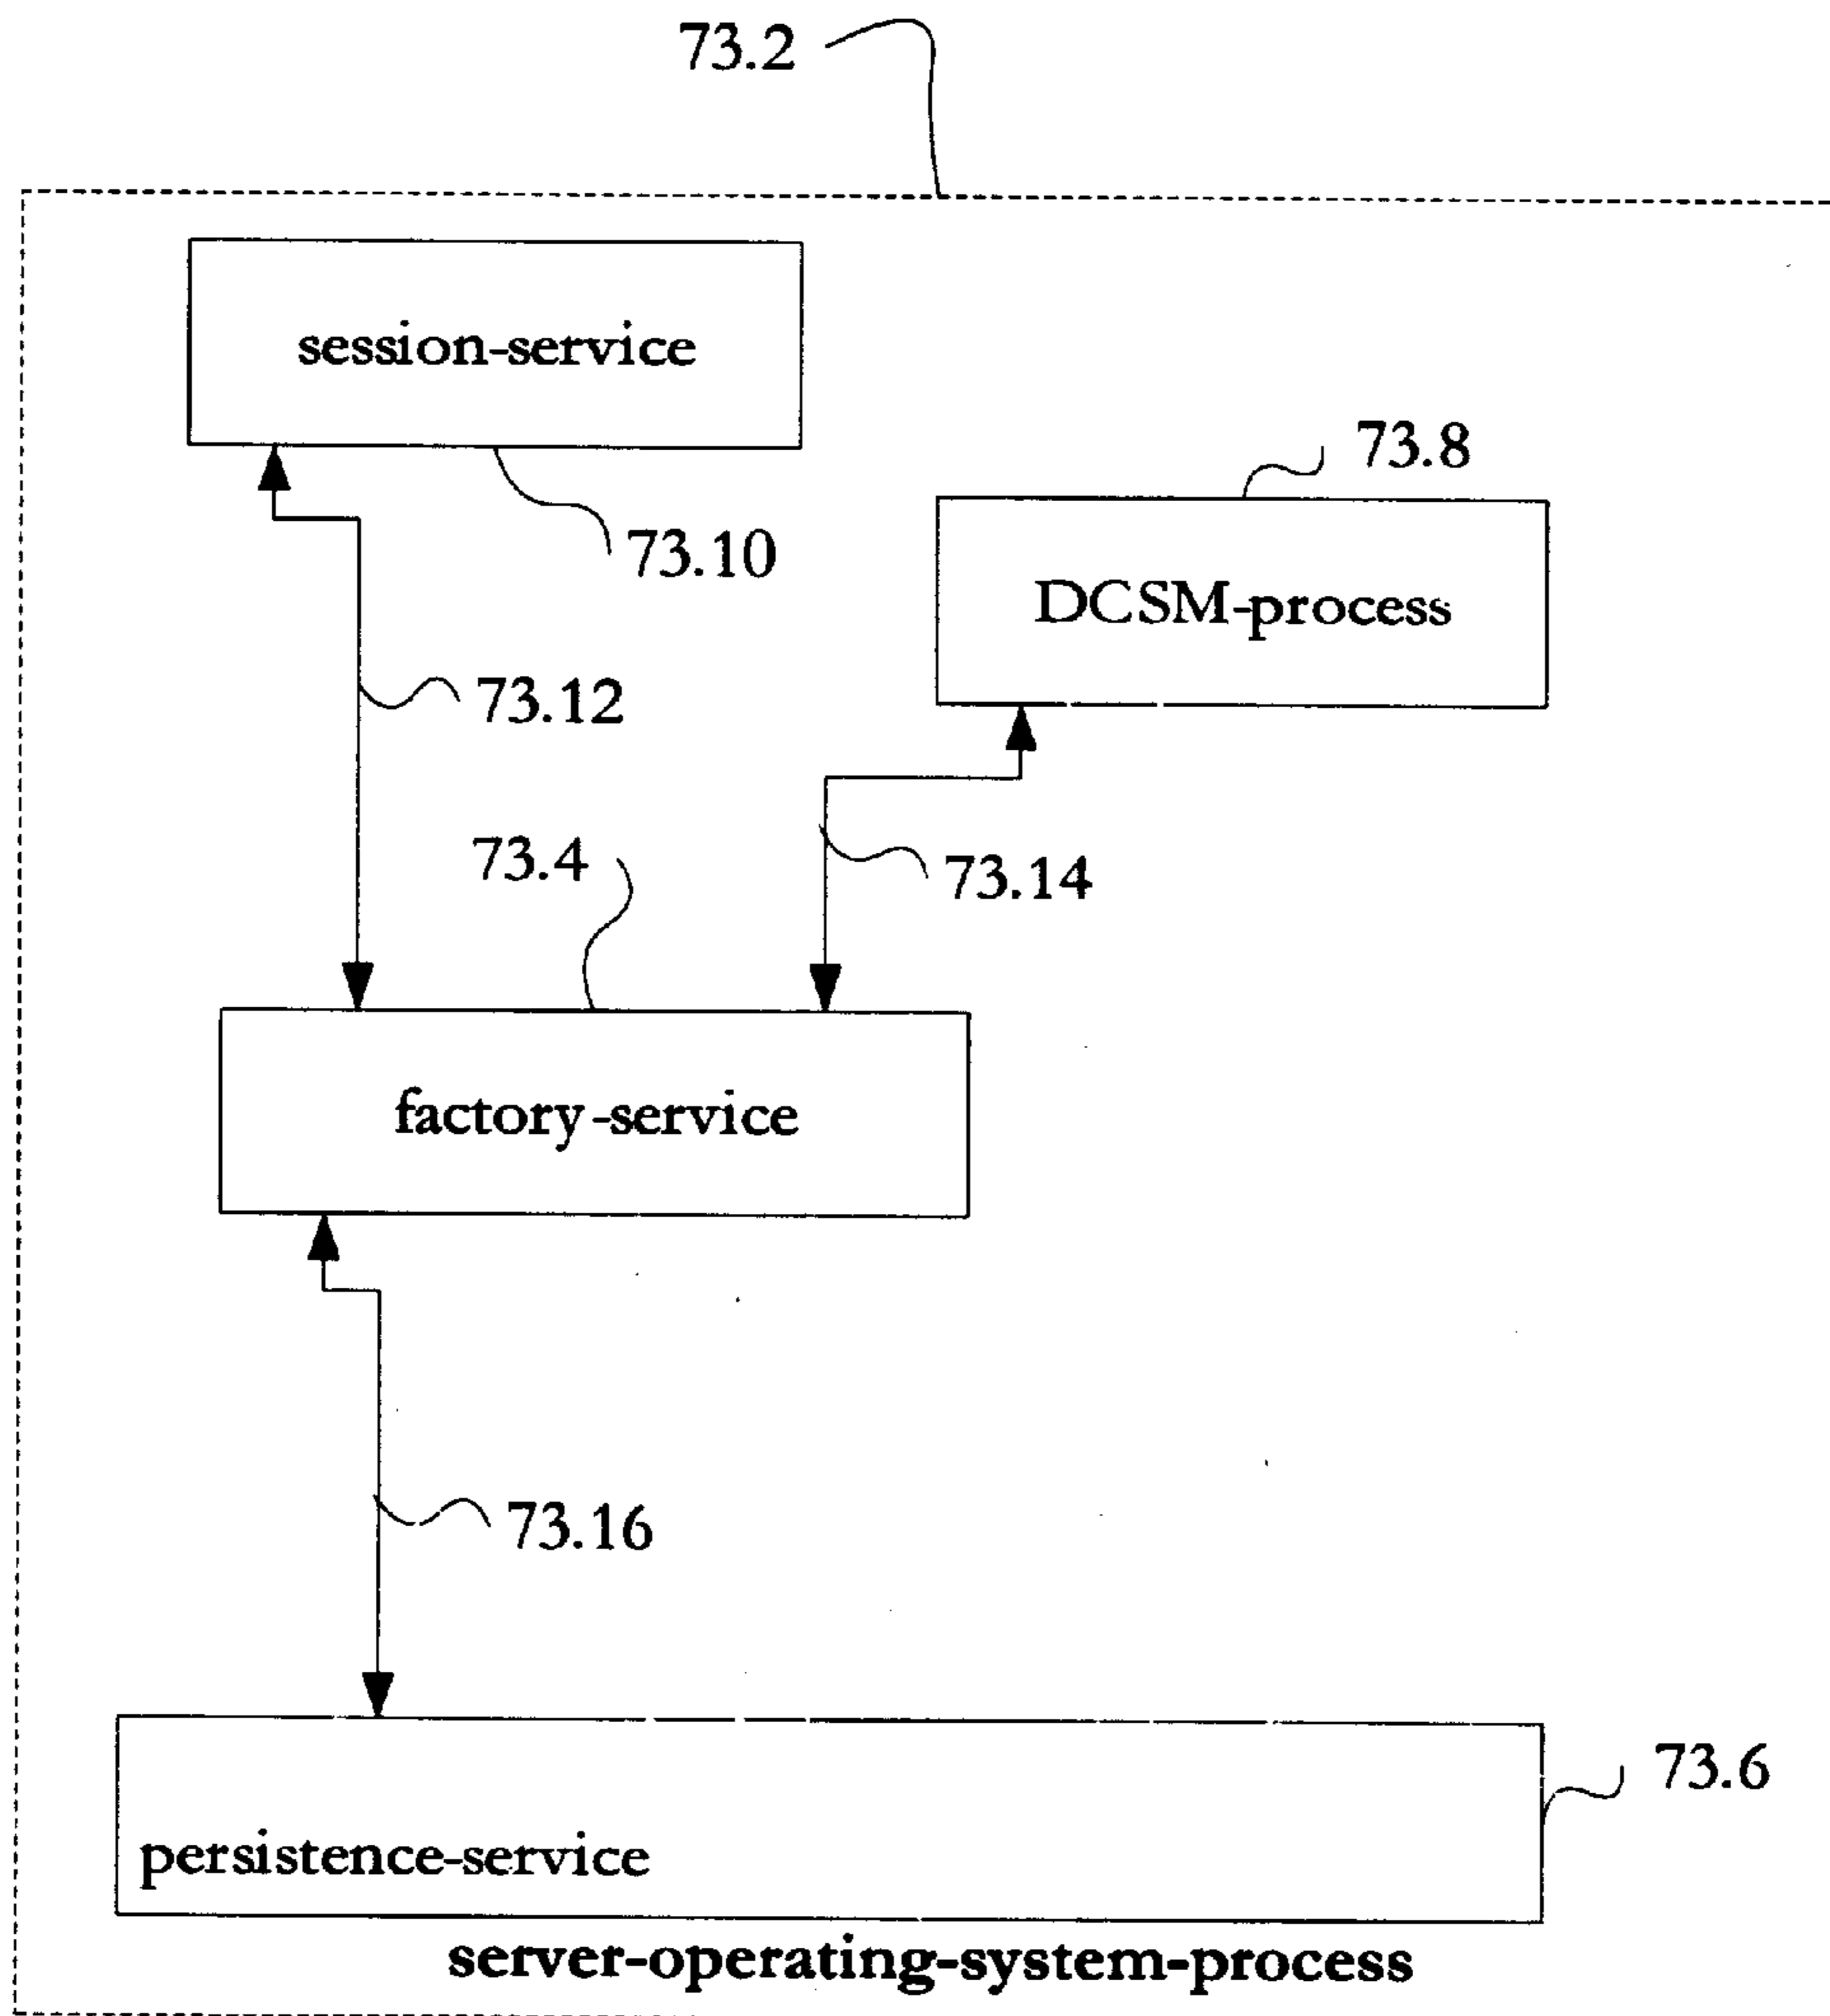 73.2
session-service
73.8
73.10
DCSM-process
73.12
73.4
73.14
factory-service
73.16
73.6
persistence-service
server-operating-system-process